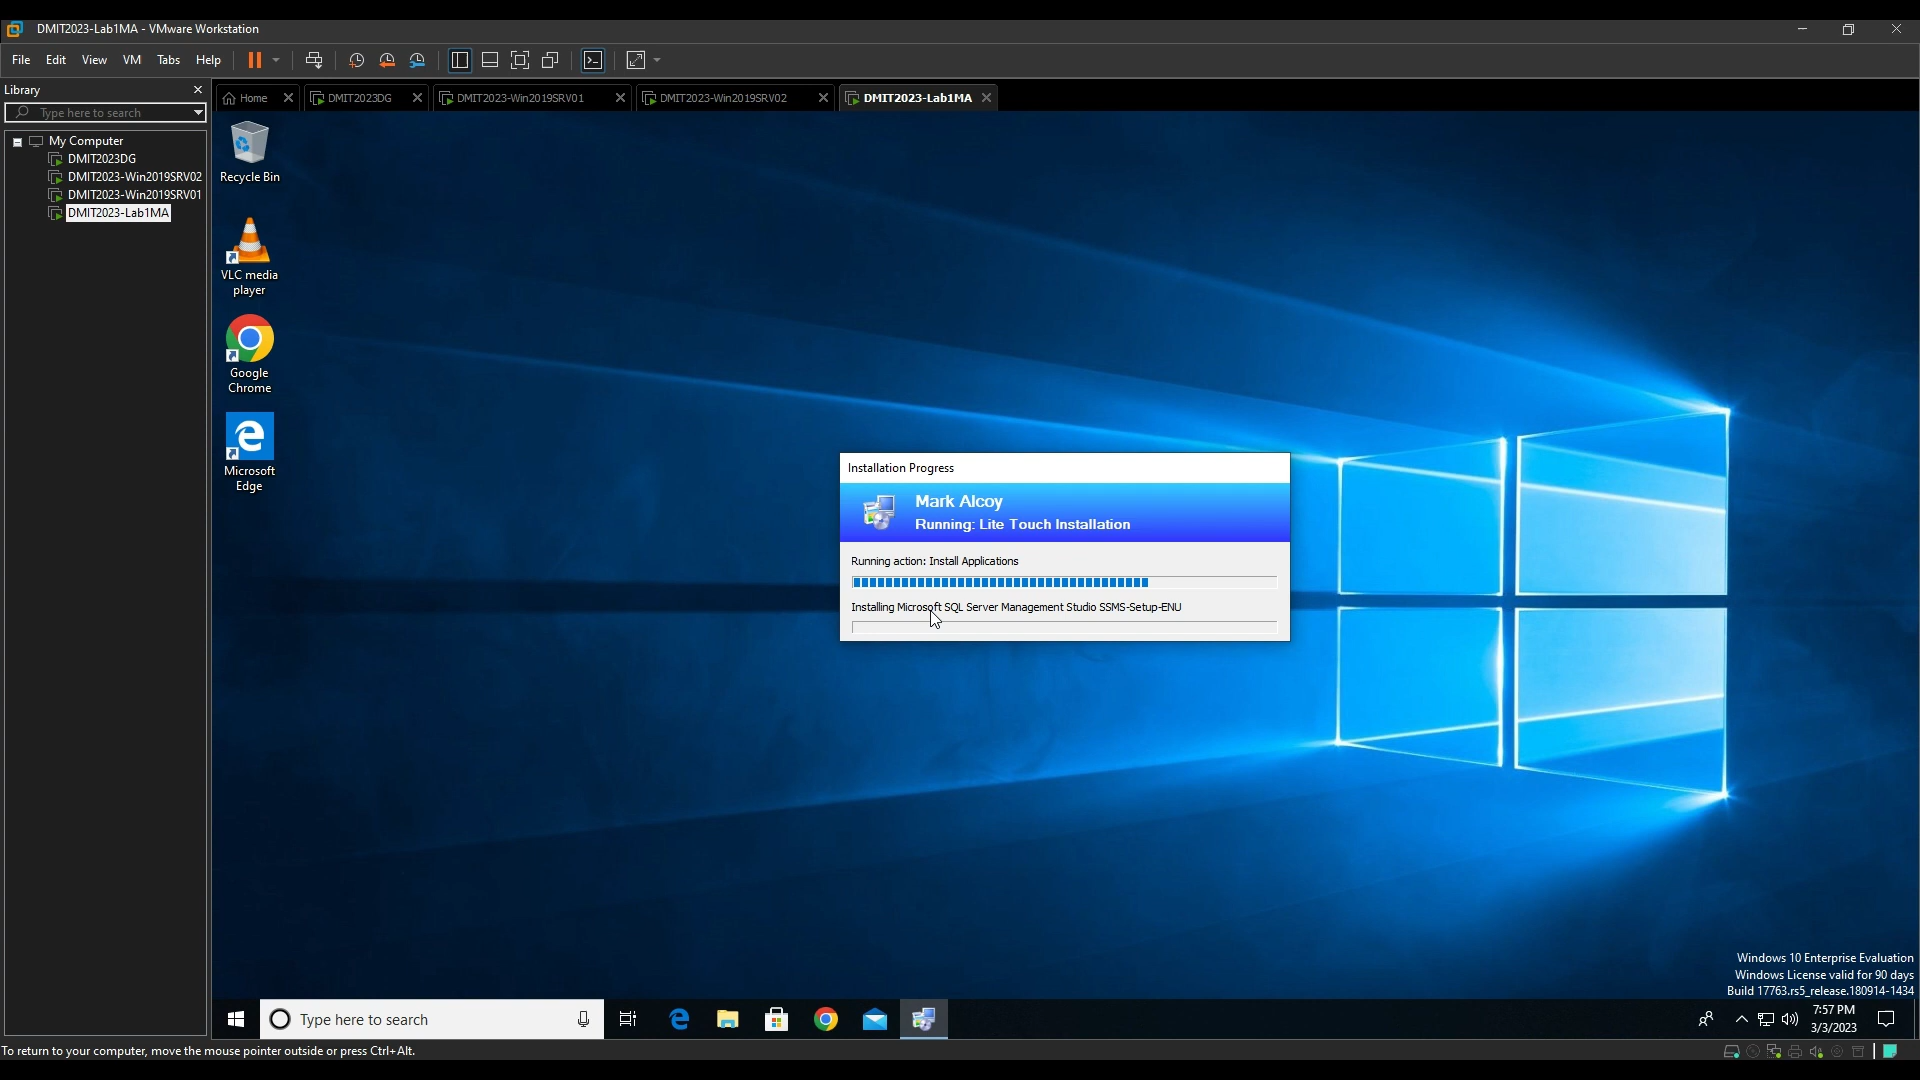 DMIT2023-Lab1MA - VMware Workstation
File Edit View VM Tabs Help
Library
Type here to search
My Computer
DMIT2023DG
DMIT2023-Win2019SRV02
DMIT2023-Win2019SRV01
DMIT2023-Lab1MA
Home
DMIT2023DG
DMIT2023-Win2019SRV01
DMIT2023-Win2019SRV02
DMIT2023-Lab1MA
Recycle Bin
VLC media
player
Google
Chrome
Microsoft
Edge
Installation Progress
Mark Alcoy
Running: Lite Touch Installation
Running action: Install Applications
Installing Microsoft SQL Server Management Studio SSMS-Setup-ENU
Windows 10 Enterprise Evaluation
Windows License valid for 90 days
Build 17763.rs5_release.180914-1434
Type here to search
7:57 PM
3/3/2023
To return to your computer, move the mouse pointer outside or press Ctrl+Alt.